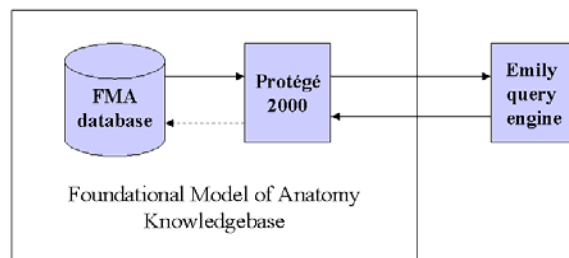 FMA
database
Protégé
2000
Emily
query
engine
Foundational Model of Anatomy
Knowledgebase